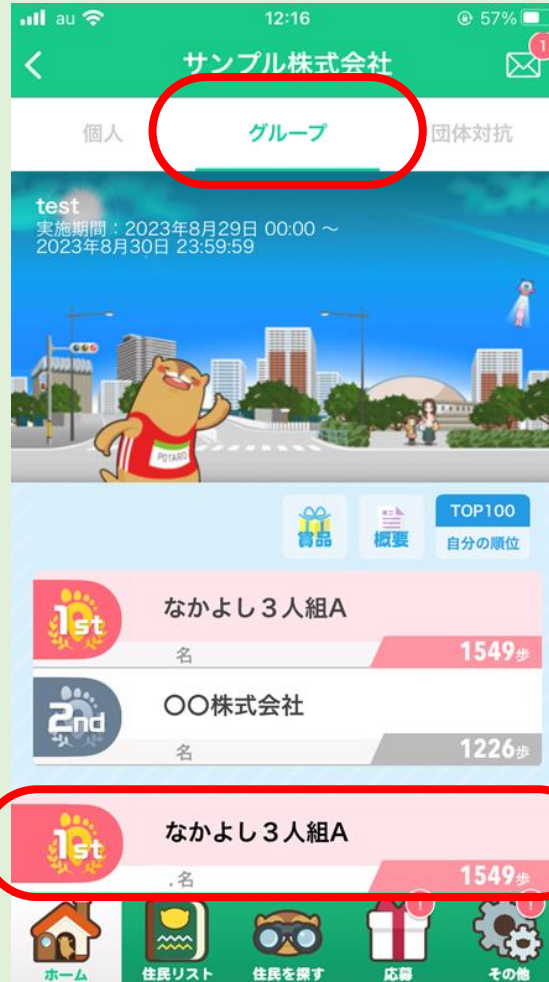 au 12:16 57%
サンプル株式会社
1
個人 グループ 団体対抗
test
実施期間：2023年8月29日 00:00 ～
2023年8月30日 23:59:59
POTARO
賞品 概要 TOP100
自分の順位
1st なかよし３人組A
名 1549歩
2nd 〇〇株式会社
名 1226歩
1st なかよし３人組A
.名 1549歩
! !
ホーム 住民リスト 住民を探す 応募 その他